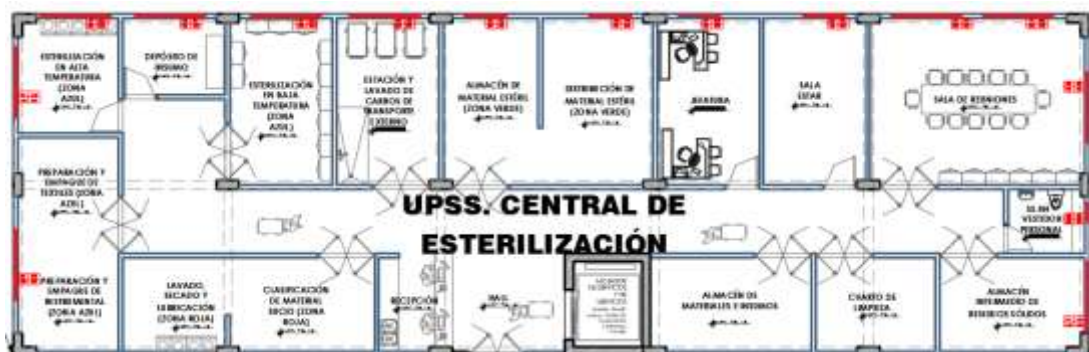 ESTERILIZACIÓN
EN ALTA
TEMPERATURA
(ZONA
AZUL)
DEPÓSITO DE
INSUMO
ESTERILIZACIÓN
EN BAJA
TEMPERATURA
(ZONA
AZUL)
ESTACIÓN Y
LAVADO DE
CARROS DE
TRANSPORTE
EXTERNO
ALMACÉN DE
MATERIAL ESTÉRIL
(ZONA VERDE)
DISTRIBUCIÓN DE
MATERIAL ESTÉRIL
(ZONA VERDE)
JEFATURA
SALA
ESTAR
SALA DE REUNIONES
PREPARACIÓN Y
EMPAQUE DE
TEXTILES (ZONA
AZUL)
UPSS. CENTRAL DE
ESTERILIZACIÓN
SS.HH
VESTIDOR
PERSONAL
PREPARACIÓN Y
EMPAQUE DE
INSTRUMENTAL
(ZONA AZUL)
LAVADO,
SECADO Y
LUBRICACIÓN
(ZONA ROJA)
CLASIFICACIÓN
DE MATERIAL
SUCIO (ZONA
ROJA)
RECEPCIÓN
HALL
ALMACÉN DE
MATERIALES E INSUMOS
CUARTO DE
LIMPIEZA
ALMACÉN
INTERMEDIO DE
RESIDUOS SÓLIDOS